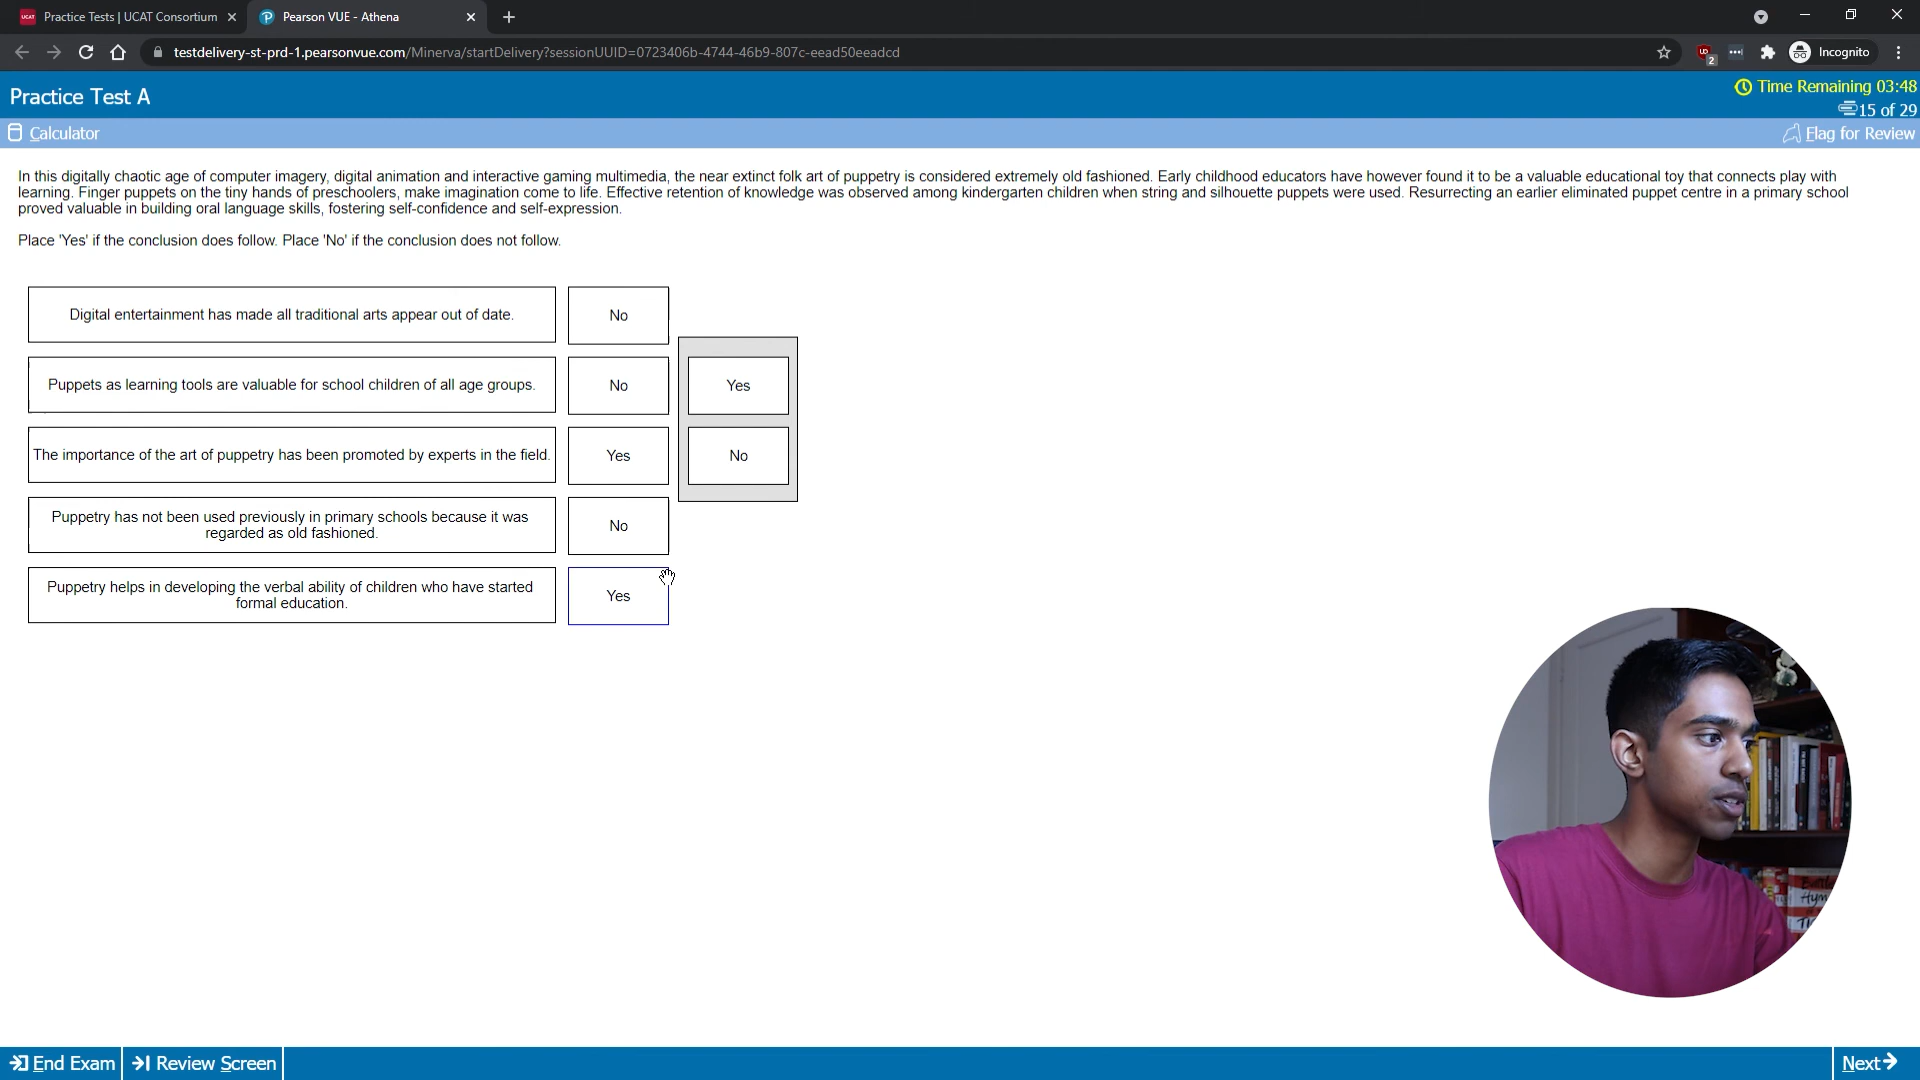 Practice Tests | UCAT Consortium
Pearson VUE - Athena
testdelivery-st-prd-1.pearsonvue.com/Minerva/startDelivery?sessionUUID=0723406b-4744-46b9-807c-eead50eeadcd
2
Incognito
Practice Test A
Time Remaining 03:48
15 of 29
Calculator
Flag for Review
In this digitally chaotic age of computer imagery, digital animation and interactive gaming multimedia, the near extinct folk art of puppetry is considered extremely old fashioned. Early childhood educators have however found it to be a valuable educational toy that connects play with
learning. Finger puppets on the tiny hands of preschoolers, make imagination come to life. Effective retention of knowledge was observed among kindergarten children when string and silhouette puppets were used. Resurrecting an earlier eliminated puppet centre in a primary school
proved valuable in building oral language skills, fostering self-confidence and self-expression.
Place 'Yes' if the conclusion does follow. Place 'No' if the conclusion does not follow.
Digital entertainment has made all traditional arts appear out of date.
No
Puppets as learning tools are valuable for school children of all age groups.
No
Yes
The importance of the art of puppetry has been promoted by experts in the field.
Yes
No
Puppetry has not been used previously in primary schools because it was
regarded as old fashioned.
No
Puppetry helps in developing the verbal ability of children who have started
formal education.
Yes
End Exam
Review Screen
Next